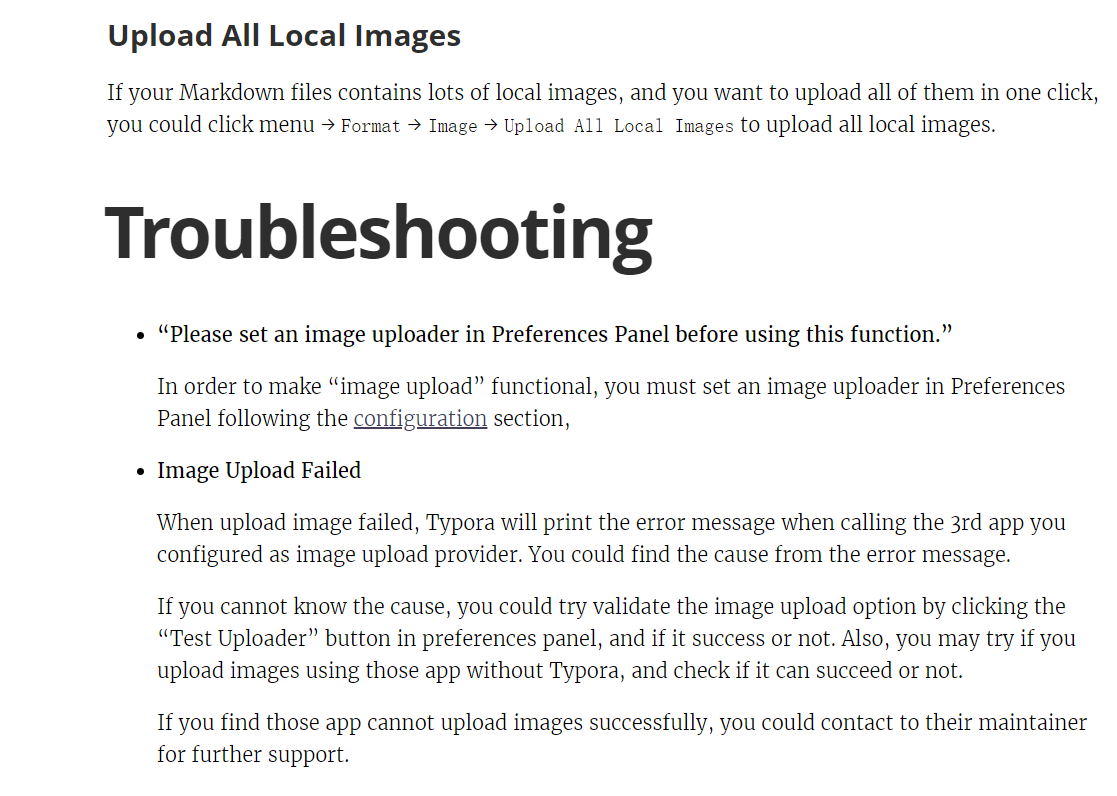 Upload All Local Images
If your Markdown files contains lots of local images, and you want to upload all of them in one click,
you could click menu → Format → Image → Upload All Local Images to upload all local images.
Troubleshooting
• “Please set an image uploader in Preferences Panel before using this function.”
In order to make “image upload” functional, you must set an image uploader in Preferences
Panel following the configuration section,
• Image Upload Failed
When upload image failed, Typora will print the error message when calling the 3rd app you
configured as image upload provider. You could find the cause from the error message.
If you cannot know the cause, you could try validate the image upload option by clicking the
“Test Uploader” button in preferences panel, and if it success or not. Also, you may try if you
upload images using those app without Typora, and check if it can succeed or not.
If you find those app cannot upload images successfully, you could contact to their maintainer
for further support.